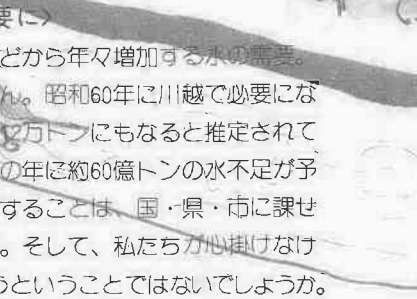 要に〉
どから年々増加する水の需要。
ん。昭和60年に川越で必要にな
12万トンにもなると推定されて
の年に約60億トンの水不足が予
することは、国・県・市に課せ
。そして、私たちが心掛けなけ
うということではないでしょうか。